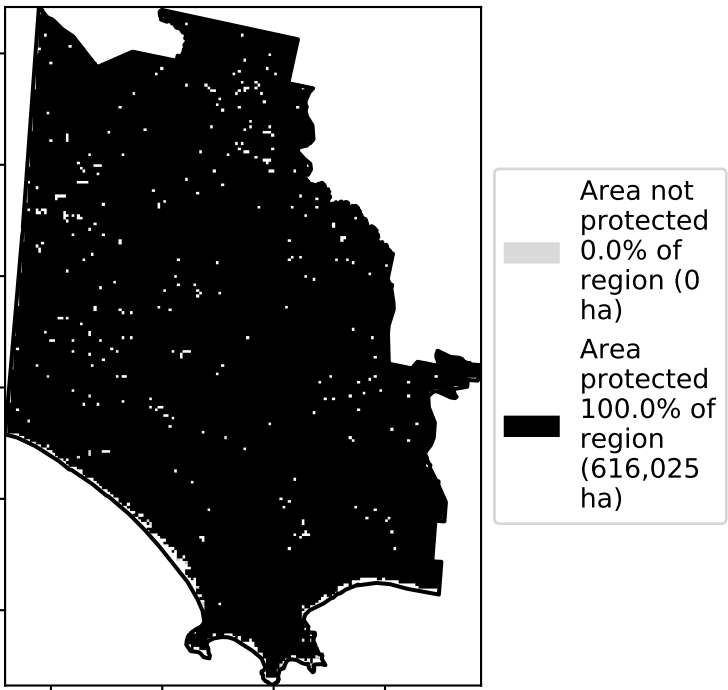 Area not
protected
0.0% of
region (0
ha)
Area
protected
100.0% of
region
(616,025
ha)